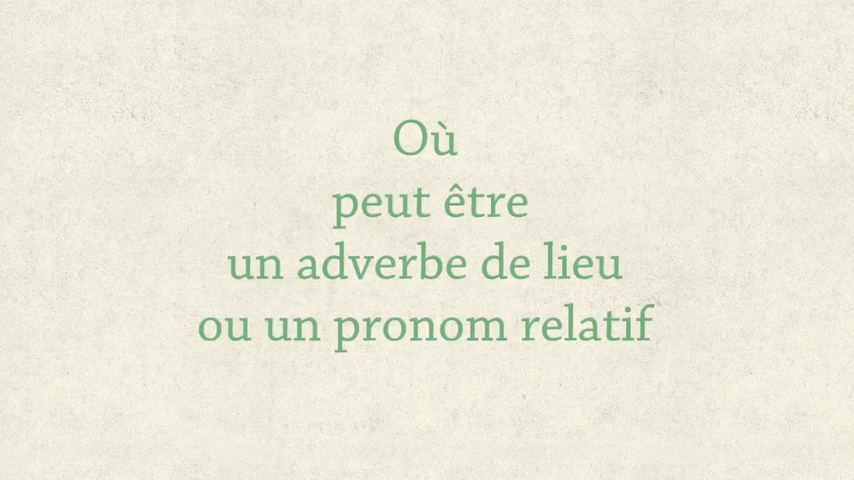 Où
peut être
un adverbe de lieu
ou un pronom relatif